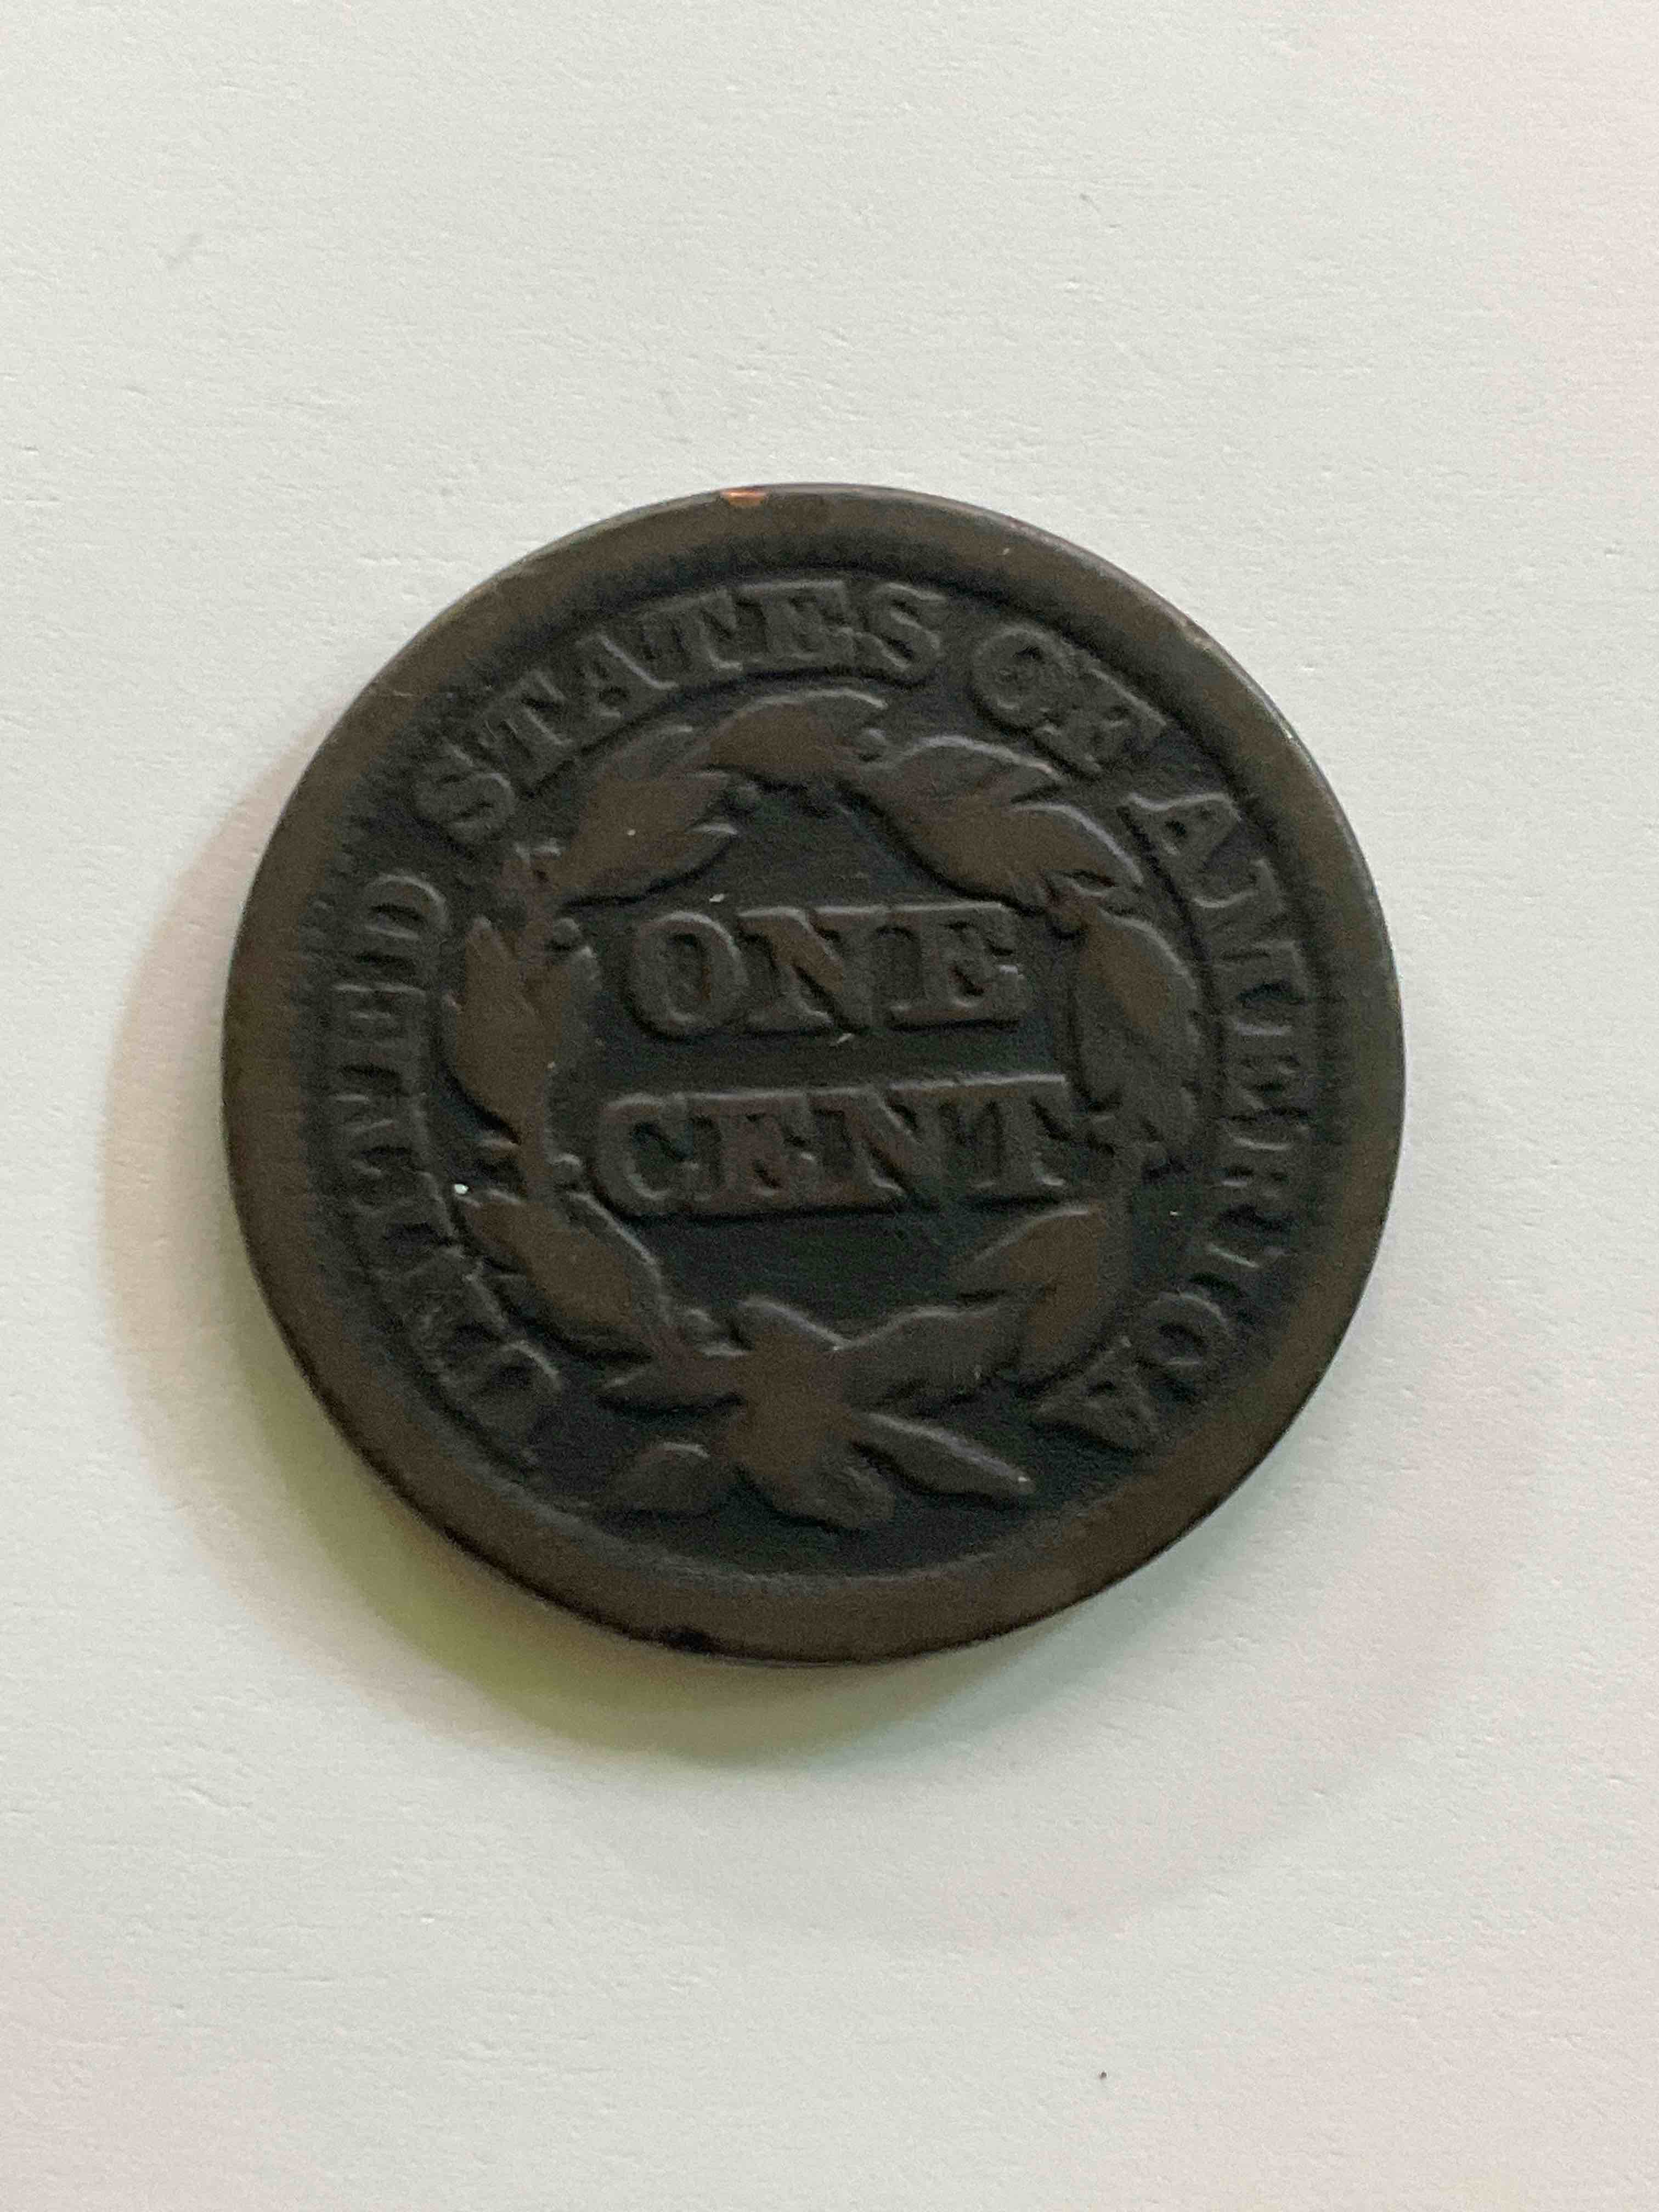 UNITED STATES OF AMERICA
ONE
CENT